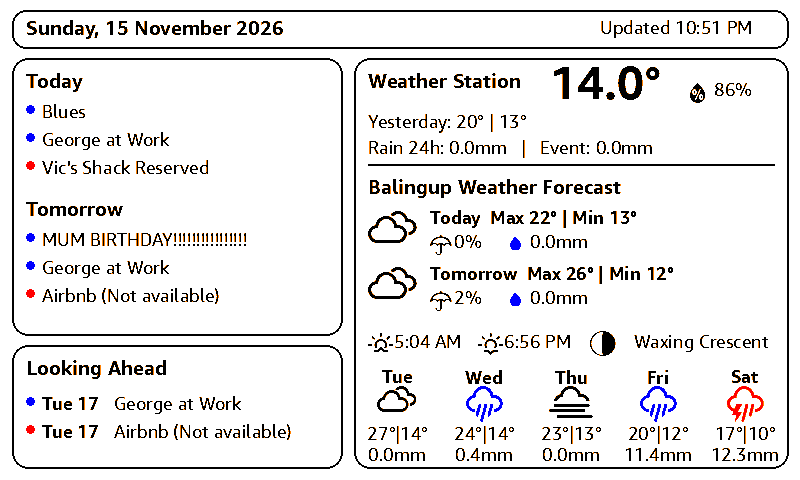 Sunday, 15 November 2026
Updated 10:51 PM
Today
Blues
George at Work
Vic's Shack Reserved
Tomorrow
MUM BIRTHDAY!!!!!!!!!!!!!!!!
George at Work
Airbnb (Not available)
Looking Ahead
Tue 17 George at Work
Tue 17 Airbnb (Not available)
Weather Station 14.0° 86%
Yesterday: 20° | 13°
Rain 24h: 0.0mm | Event: 0.0mm
Balingup Weather Forecast
Today Max 22° | Min 13°
0% 0.0mm
Tomorrow Max 26° | Min 12°
2% 0.0mm
5:04 AM 6:56 PM Waxing Crescent
Tue Wed Thu Fri Sat
27°|14° 24°|14° 23°|13° 20°|12° 17°|10°
0.0mm 0.4mm 0.0mm 11.4mm 12.3mm